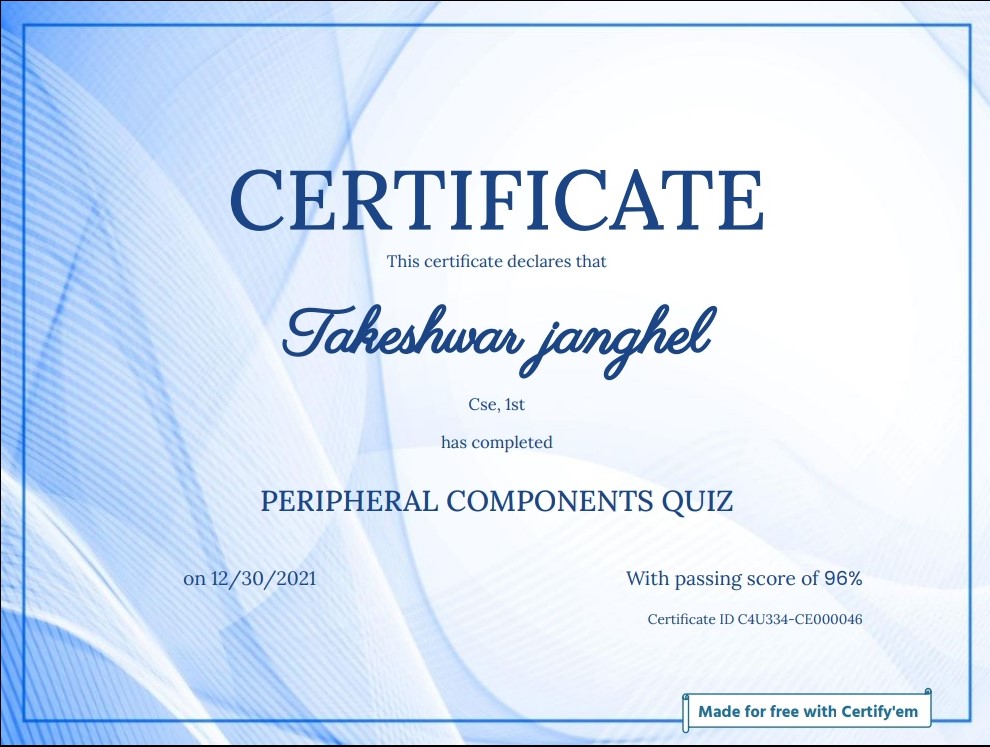 CERTIFICATE
This certificate declares that
Takeshwar janghel
Cse, 1st
has completed
PERIPHERAL COMPONENTS QUIZ
on 12/30/2021
With passing score of 96%
Certificate ID C4U334-CE000046
Made for free with Certify'em